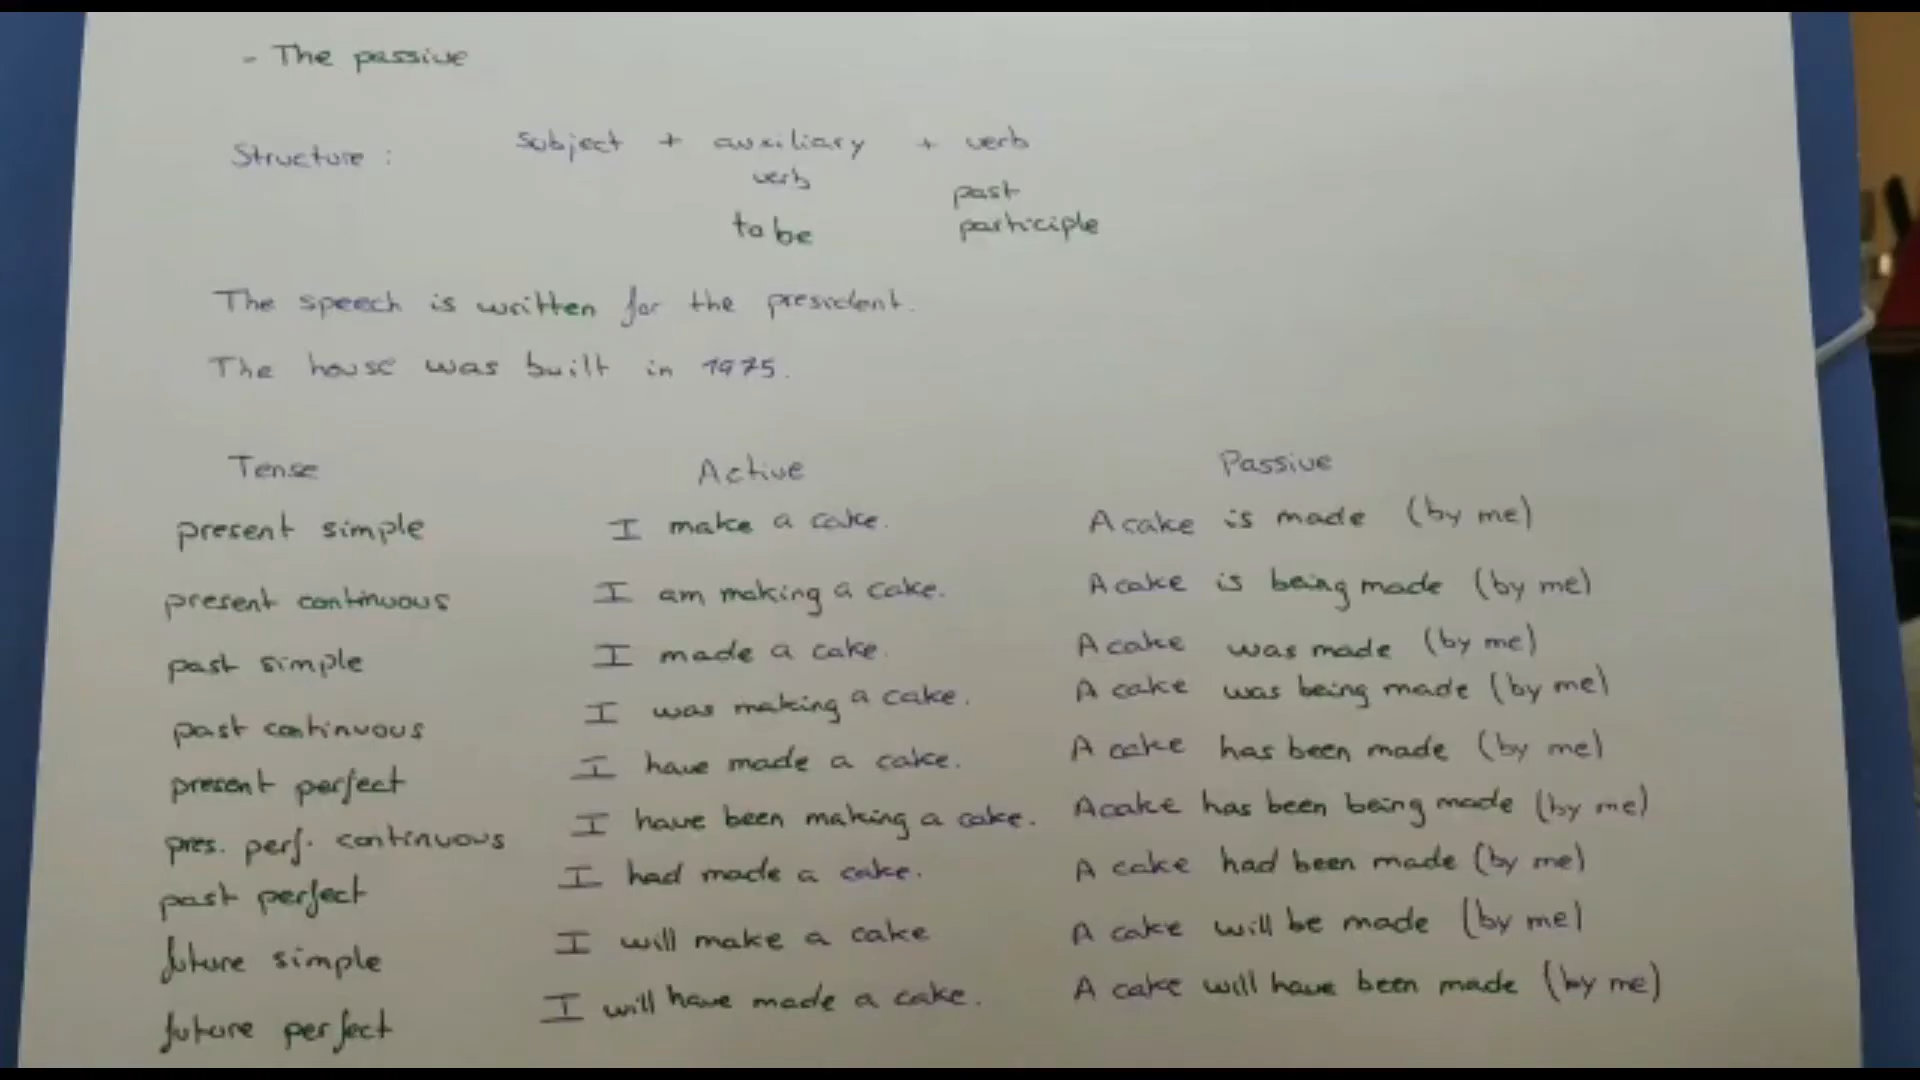 - The passive
Structure : subject + auxiliary + verb
verb past
to be participle
The speech is written for the president.
The house was built in 1975.
Tense Active Passive
present simple I make a cake. A cake is made (by me)
present continuous I am making a cake. A cake is being made (by me)
past simple I made a cake. A cake was made (by me)
past continuous I was making a cake. A cake was being made (by me)
present perfect I have made a cake. A cake has been made (by me)
pres. perf. continuous I have been making a cake. A cake has been being made (by me)
past perfect I had made a cake. A cake had been made (by me)
future simple I will make a cake A cake will be made (by me)
future perfect I will have made a cake. A cake will have been made (by me)